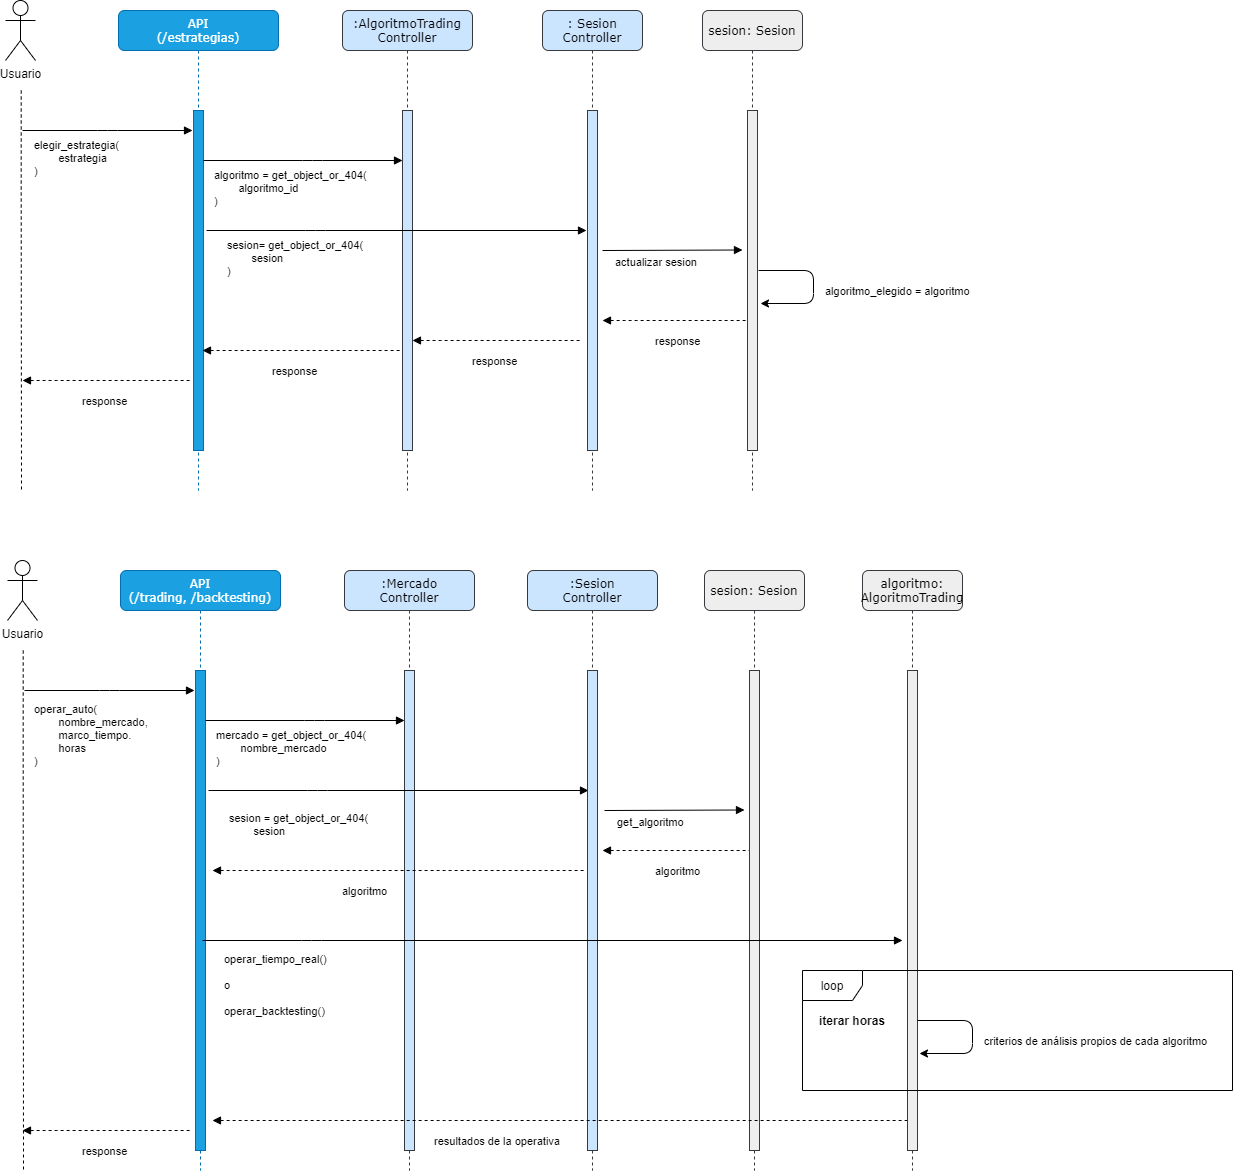 API
(/estrategias)
:AlgoritmoTrading
Controller
: Sesion
Controller
sesion: Sesion
Usuario
elegir_estrategia(
estrategia
)
algoritmo = get_object_or_404(
algoritmo_id
)
sesion= get_object_or_404(
sesion
)
actualizar sesion
algoritmo_elegido = algoritmo
response
response
response
response
API
(/trading, /backtesting)
:Mercado
Controller
:Sesion
Controller
sesion: Sesion
algoritmo:
AlgoritmoTrading
Usuario
operar_auto(
nombre_mercado,
marco_tiempo.
horas
)
mercado = get_object_or_404(
nombre_mercado
)
sesion = get_object_or_404(
sesion
get_algoritmo
algoritmo
algoritmo
operar_tiempo_real()
o
operar_backtesting()
loop
iterar horas
criterios de análisis propios de cada algoritmo
resultados de la operativa
response